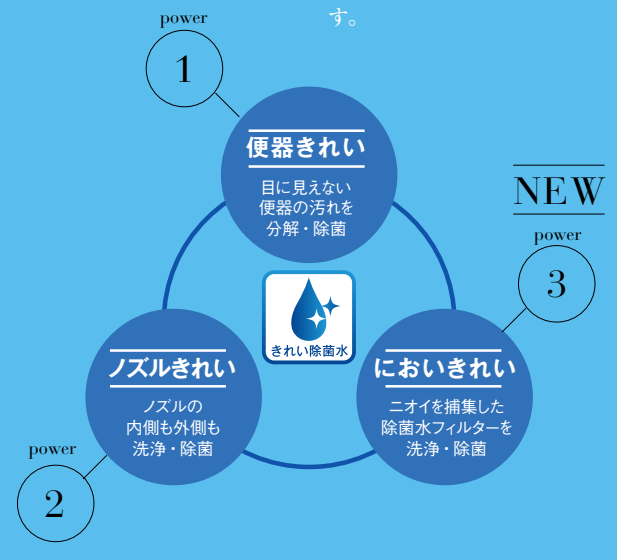 す。
power
1
便器きれい
目に見えない
便器の汚れを
分解・除菌
NEW
power
3
きれい除菌水
ノズルきれい
ノズルの
内側も外側も
洗浄・除菌
においきれい
ニオイを捕集した
除菌水フィルターを
洗浄・除菌
power
2